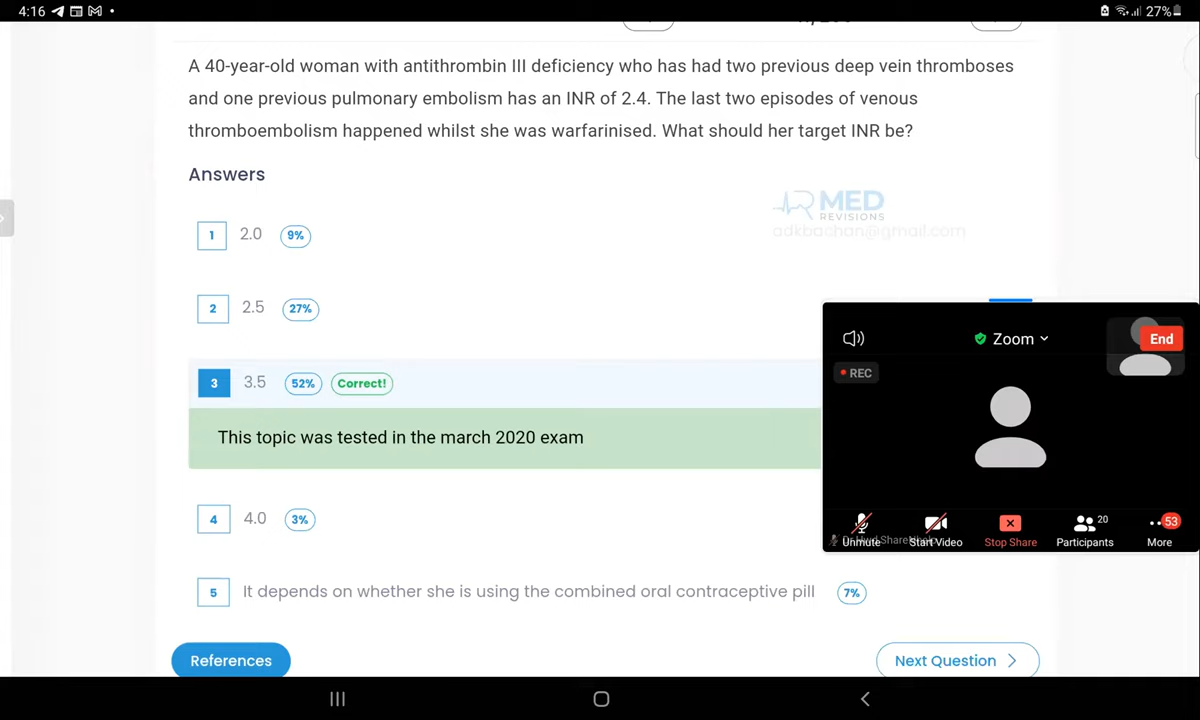 4:16
27%
A 40-year-old woman with antithrombin III deficiency who has had two previous deep vein thromboses
and one previous pulmonary embolism has an INR of 2.4. The last two episodes of venous
thromboembolism happened whilst she was warfarinised. What should her target INR be?
Answers
MED
REVISIONS
adkbachan@gmail.com
1 2.0 9%
2 2.5 27%
3 3.5 52% Correct!
This topic was tested in the march 2020 exam
4 4.0 3%
5 It depends on whether she is using the combined oral contraceptive pill 7%
Zoom
End
REC
20
53
Unmute Start Video Stop Share Participants More
References
Next Question